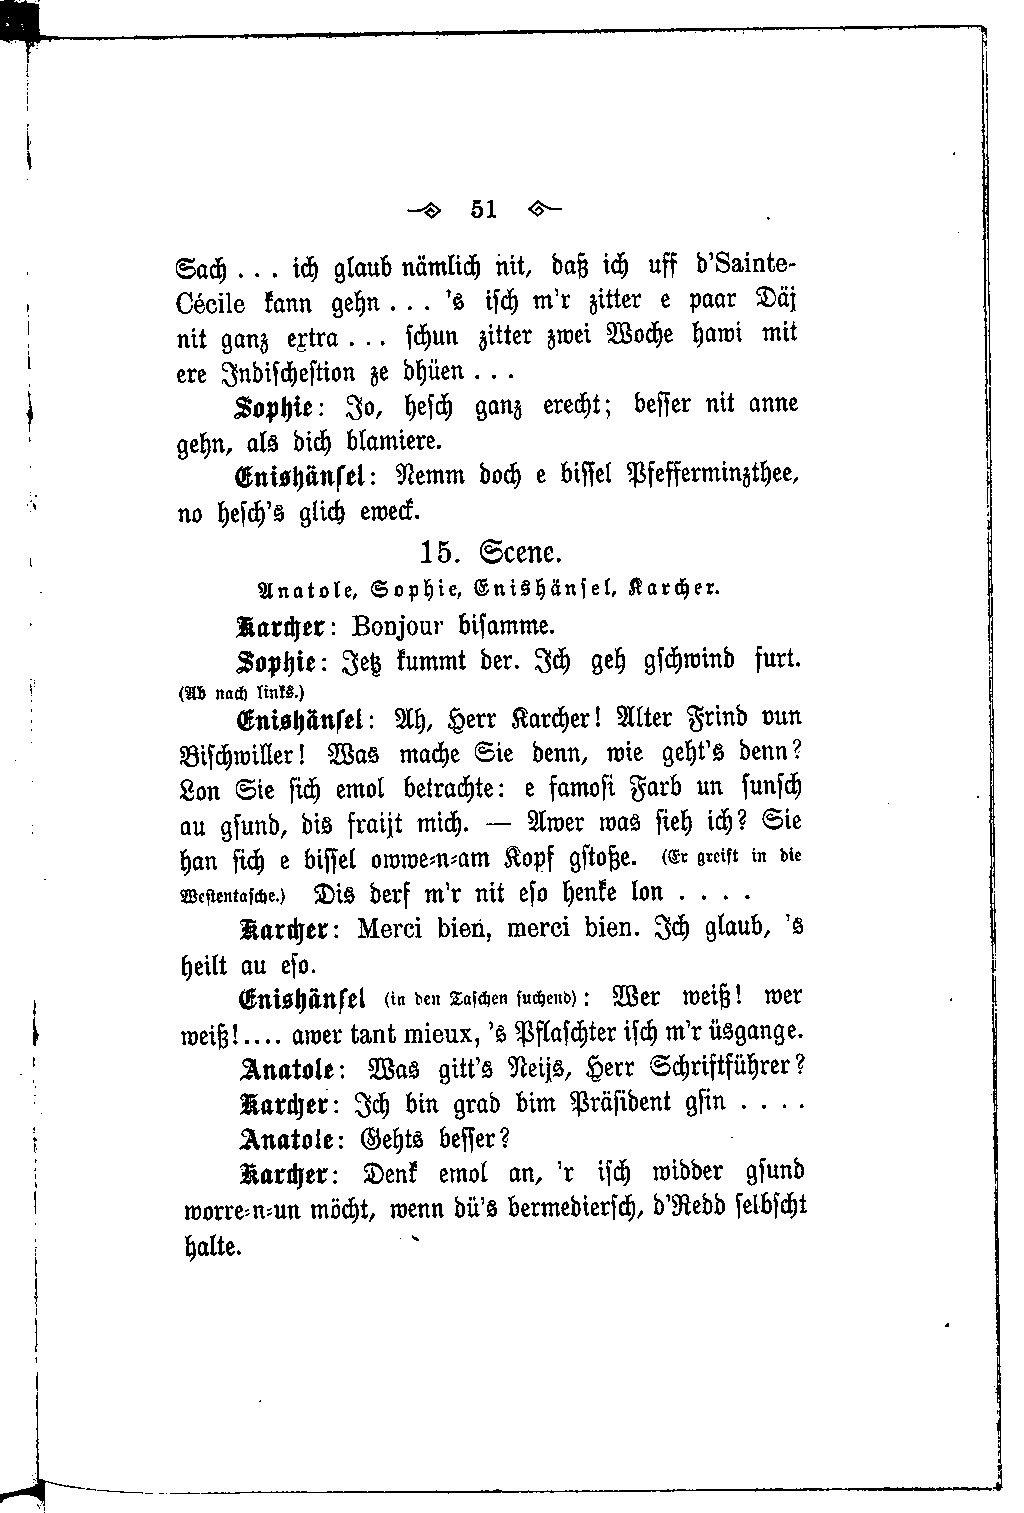 51
Sach . . . ich glaub nämlich nit, daß ich uff d'Sainte-
Cécile kann gehn . . . 's isch m'r zitter e paar Däj
nit ganz extra . . . schun zitter zwei Woche hawi mit
ere Indischestion ze dhüen . . .
Sophie: Jo, hesch ganz erecht; besser nit anne
gehn, als dich blamiere.
Enishänsel: Nemm doch e bissel Pfefferminzthee,
no hesch's glich eweck.
15. Scene.
Anatole, Sophie, Enishänsel, Karcher.
Karcher: Bonjour bisamme.
Sophie: Jetz kummt der. Ich geh gschwind furt.
(Ab nach links.)
Enishänsel: Ah, Herr Karcher! Alter Frind vun
Bischwiller! Was mache Sie denn, wie geht's denn?
Lon Sie sich emol betrachte: e famosi Farb un sunsch
au gsund, dis fraijt mich. — Awer was sieh ich? Sie
han sich e bissel owwe=n=am Kopf gstoße. (Er greift in die
Westentasche.) Dis derf m'r nit eso henke lon . . . .
Karcher: Merci bien, merci bien. Ich glaub, 's
heilt au eso.
Enishänsel (in den Taschen suchend): Wer weiß! wer
weiß!.... awer tant mieux, 's Pflaschter isch m'r üsgange.
Anatole: Was gitt's Neijs, Herr Schriftführer?
Karcher: Ich bin grad bim Präsident gsin . . . .
Anatole: Gehts besser?
Karcher: Denk emol an, 'r isch widder gsund
worre=n=un möcht, wenn dü's bermediersch, d'Redd selbscht
halte.